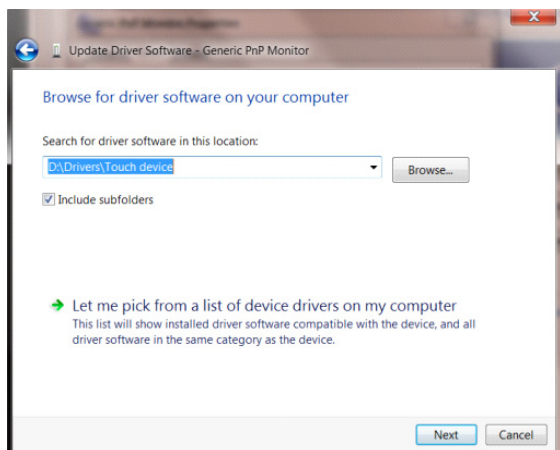 Update Driver Software - Generic PnP Monitor
Browse for driver software on your computer
Search for driver software in this location:
D:\Drivers\Touch device
Browse...
Include subfolders
Let me pick from a list of device drivers on my computer
This list will show installed driver software compatible with the device, and all
driver software in the same category as the device.
Next
Cancel